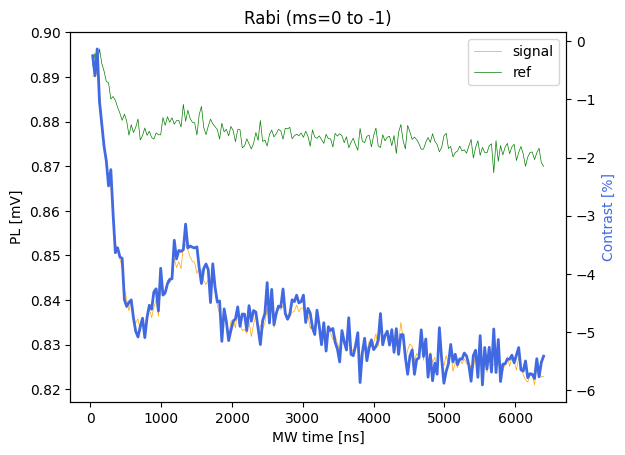 Rabi (ms=0 to -1)
signal
ref
PL [mV]
0.90
0.89
0.88
0.87
0.86
0.85
0.84
0.83
0.82
0
−1
−2
−3
−4
−5
−6
Contrast [%]
0 1000 2000 3000 4000 5000 6000
MW time [ns]